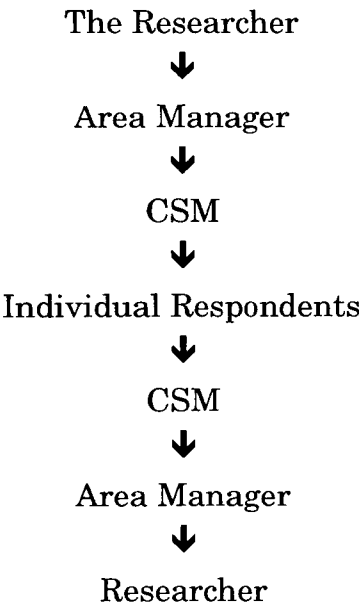 The Researcher
↓
Area Manager
↓
CSM
↓
Individual Respondents
↓
CSM
↓
Area Manager
↓
Researcher